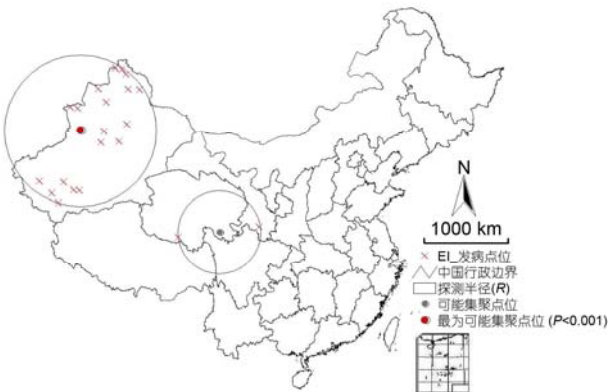 N
1000 km
EI_发病点位
中国行政边界
探测半径(R)
可能集聚点位
最为可能集聚点位 (P<0.001)